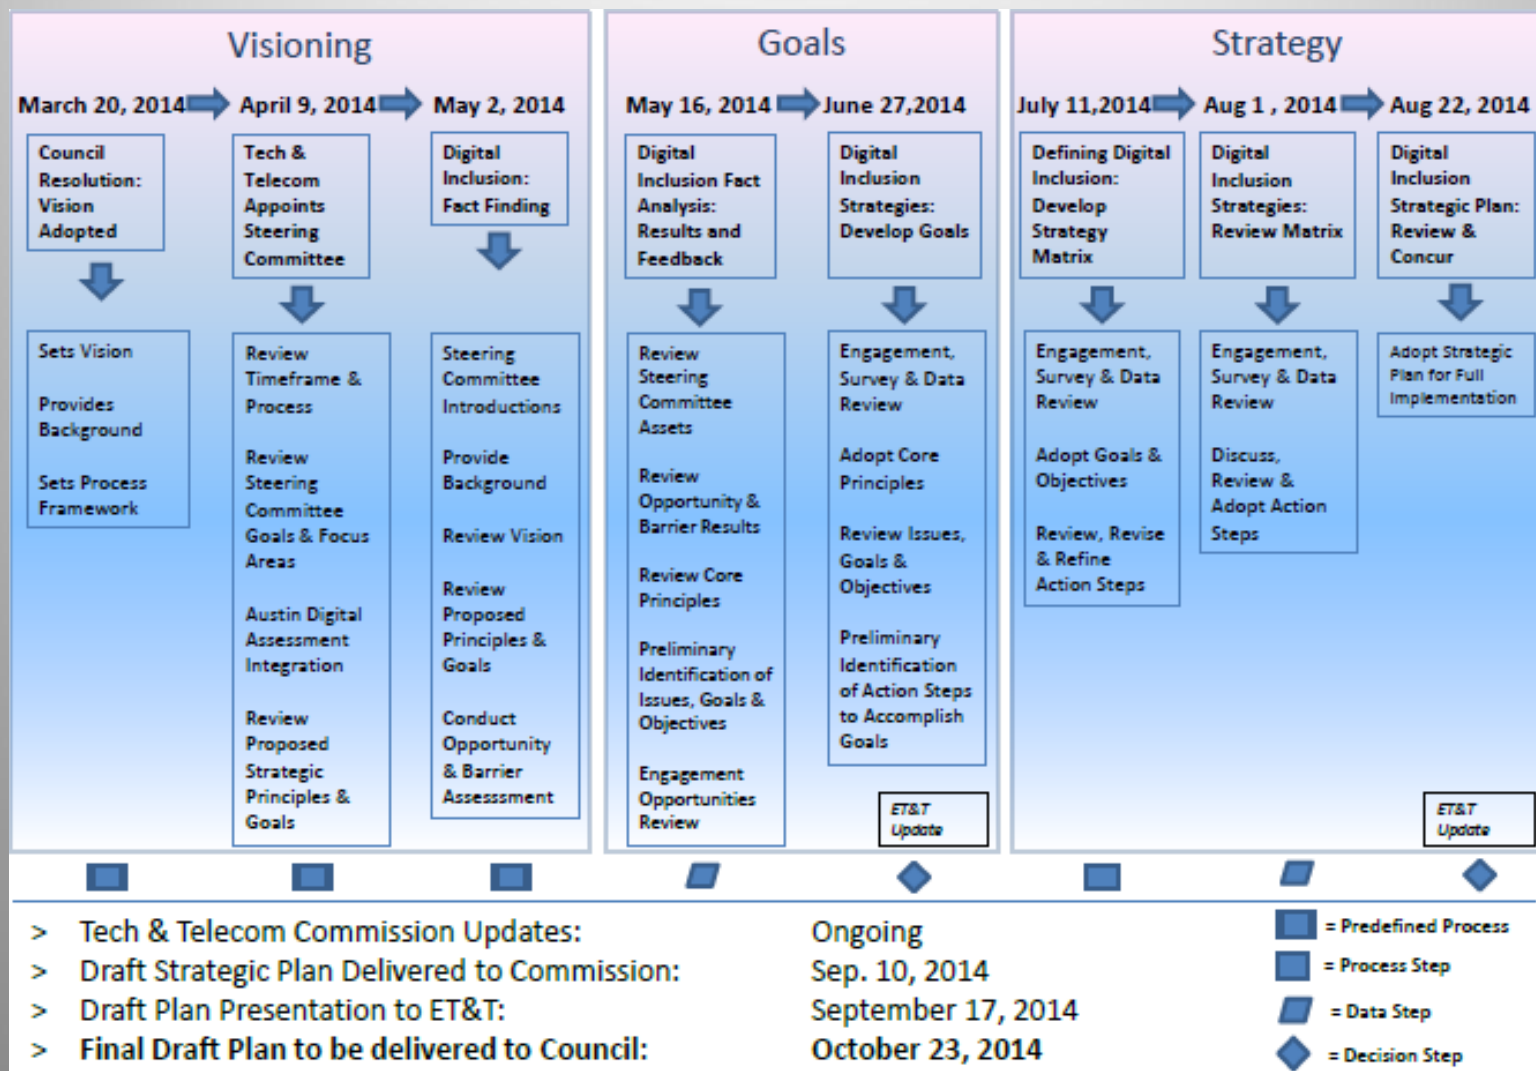 Visioning
March 20, 2014
April 9, 2014
May 2, 2014
Council
Resolution:
Vision
Adopted
Sets Vision
Provides
Background
Sets Process
Framework
Tech &
Telecom
Appoints
Steering
Committee
Review
Timeframe &
Process
Review
Steering
Committee
Goals & Focus
Areas
Austin Digital
Assessment
Integration
Review
Proposed
Strategic
Principles &
Goals
Digital
Inclusion:
Fact Finding
Steering
Committee
Introductions
Provide
Background
Review Vision
Review
Proposed
Principles &
Goals
Conduct
Opportunity
& Barrier
Assesssment
Goals
May 16, 2014
June 27,2014
Digital
Inclusion Fact
Analysis:
Results and
Feedback
Review
Steering
Committee
Assets
Review
Opportunity &
Barrier Results
Review Core
Principles
Preliminary
Identification of
Issues, Goals &
Objectives
Engagement
Opportunities
Review
Digital
Inclusion
Strategies:
Develop Goals
Engagement,
Survey & Data
Review
Adopt Core
Principles
Review Issues,
Goals &
Objectives
Preliminary
Identification
of Action Steps
to Accomplish
Goals
ET&T
Update
Strategy
July 11,2014
Aug 1 , 2014
Aug 22, 2014
Defining Digital
Inclusion:
Develop
Strategy
Matrix
Engagement,
Survey & Data
Review
Adopt Goals &
Objectives
Review, Revise
& Refine
Action Steps
Digital
Inclusion
Strategies:
Review Matrix
Engagement,
Survey & Data
Review
Discuss,
Review &
Adopt Action
Steps
Digital
Inclusion
Strategic Plan:
Review &
Concur
Adopt Strategic
Plan for Full
Implementation
ET&T
Update
> Tech & Telecom Commission Updates: Ongoing
> Draft Strategic Plan Delivered to Commission: Sep. 10, 2014
> Draft Plan Presentation to ET&T: September 17, 2014
> Final Draft Plan to be delivered to Council: October 23, 2014
= Predefined Process
= Process Step
= Data Step
= Decision Step